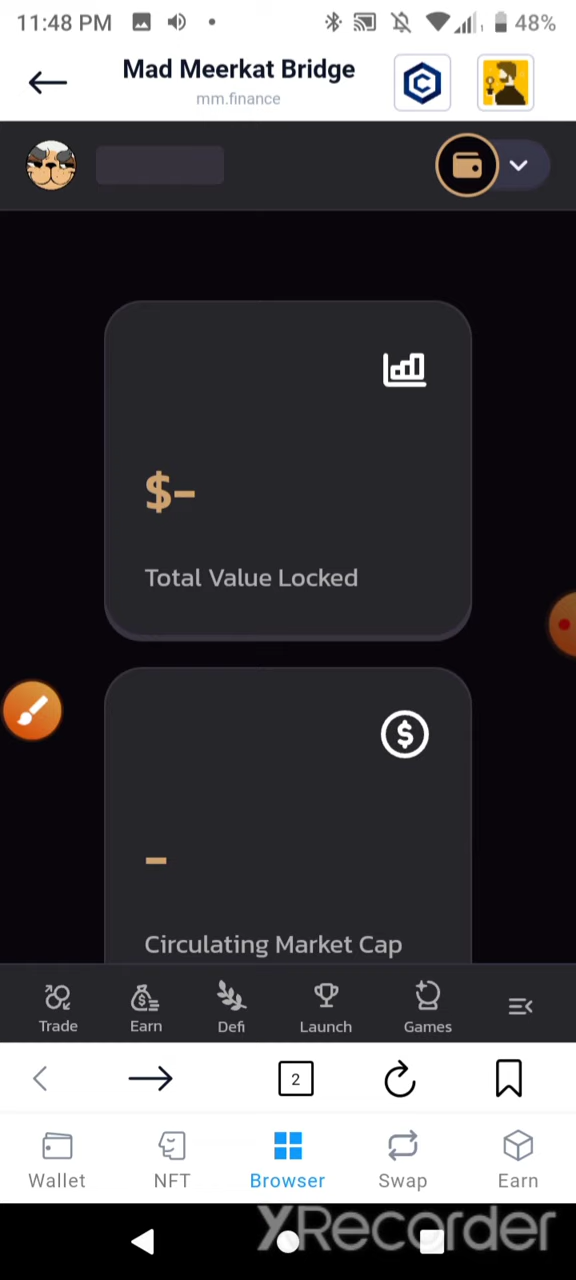 11:48 PM 48%
Mad Meerkat Bridge
mm.finance
$-
Total Value Locked
-
Circulating Market Cap
Trade Earn Defi Launch Games
2
Wallet NFT Browser Swap Earn
XRecorder